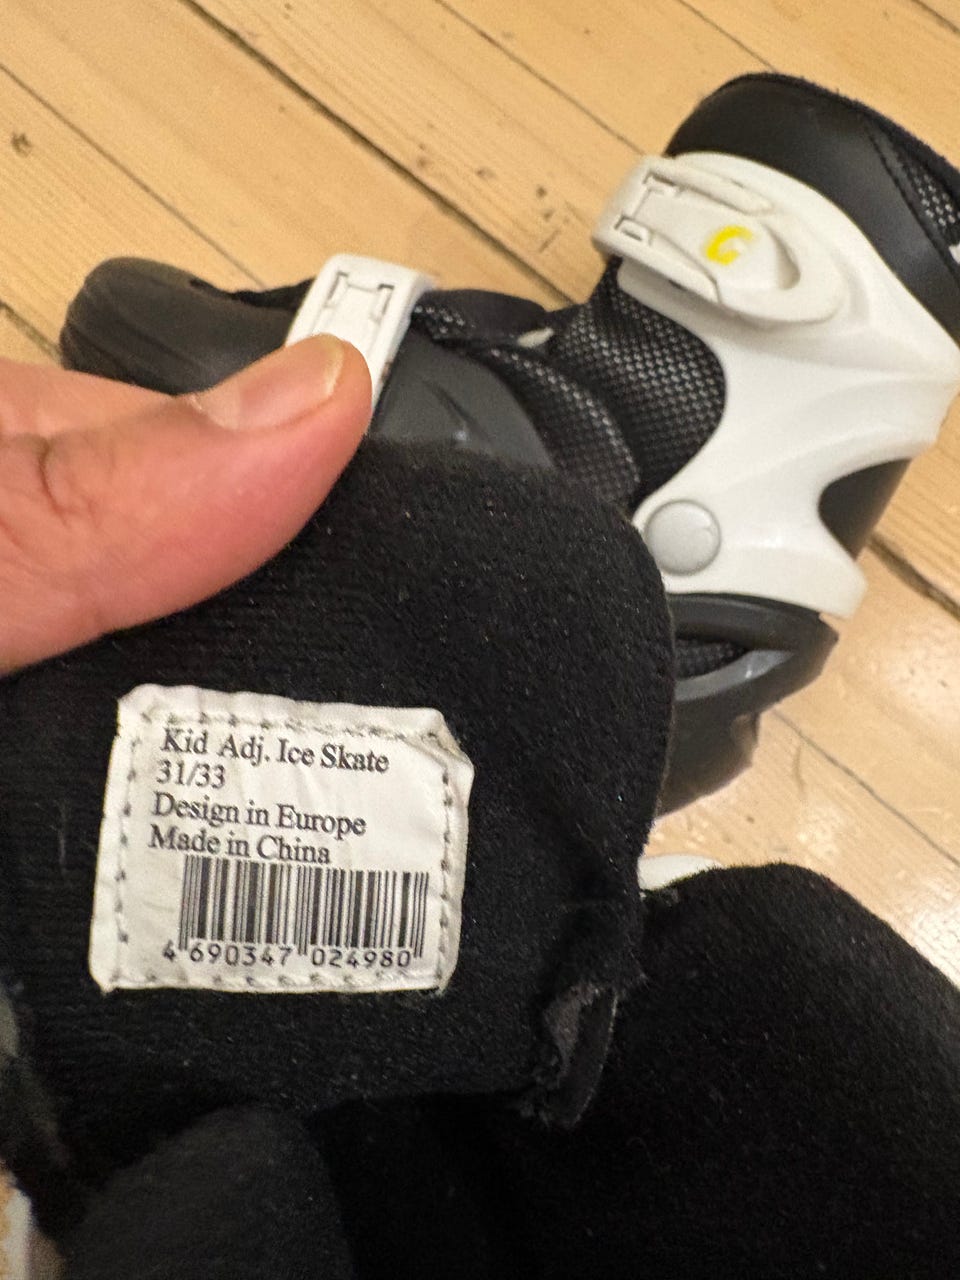 G
Kid Adj. Ice Skate
31/33
Design in Europe
Made in China
4 690347 024980